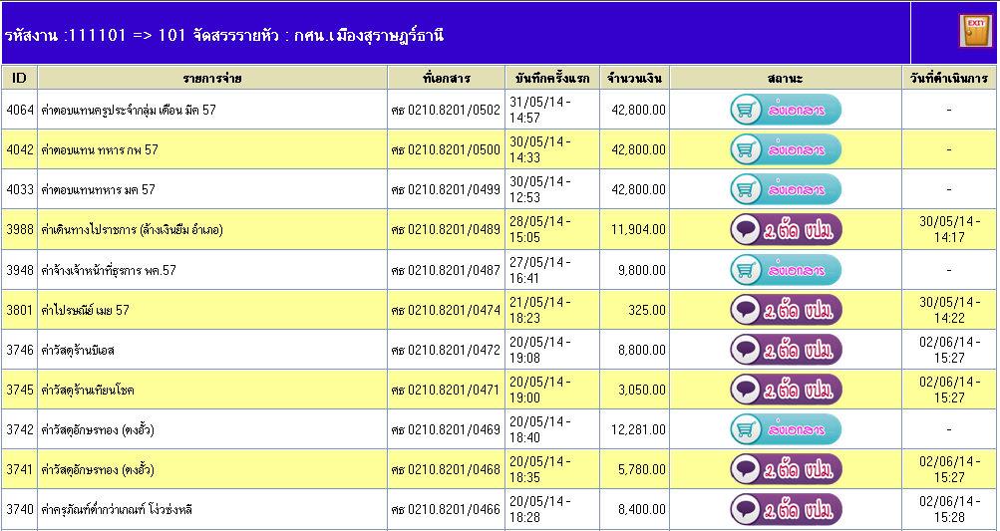 รหัสงาน :111101 => 101 จัดสรรรายหัว : กศน.เมืองสุราษฎร์ธานี
EXIT
ID รายการจ่าย ที่เอกสาร บันทึกครั้งแรก จำนวนเงิน สถานะ วันที่ดำเนินการ
4064 ค่าตอบแทนครูประจำกลุ่ม เดือน มีค 57 ศธ 0210.8201/0502 31/05/14 - 14:57 42,800.00 ส่งเอกสาร -
4042 ค่าตอบแทน ทหาร กพ 57 ศธ 0210.8201/0500 30/05/14 - 14:33 42,800.00 ส่งเอกสาร -
4033 ค่าตอบแทนทหาร มค 57 ศธ 0210.8201/0499 30/05/14 - 12:53 42,800.00 ส่งเอกสาร -
3988 ค่าเดินทางไปราชการ (ล้างเงินยืม อำเภอ) ศธ 0210.8201/0489 28/05/14 - 15:05 11,904.00 2 ตัด งปม. 30/05/14 - 14:17
3948 ค่าจ้างเจ้าหน้าที่ธุรการ พค.57 ศธ 0210.8201/0487 27/05/14 - 16:41 9,800.00 ส่งเอกสาร -
3801 ค่าไปรษณีย์ เมย 57 ศธ 0210.8201/0474 21/05/14 - 18:23 325.00 2 ตัด งปม. 30/05/14 - 14:22
3746 ค่าวัสดุร้านบีเอส ศธ 0210.8201/0472 20/05/14 - 19:08 8,800.00 2 ตัด งปม. 02/06/14 - 15:27
3745 ค่าวัสดุร้านเทียนโชค ศธ 0210.8201/0471 20/05/14 - 19:00 3,050.00 2 ตัด งปม. 02/06/14 - 15:27
3742 ค่าวัสดุอักษรทอง (ตงฮั้ว) ศธ 0210.8201/0469 20/05/14 - 18:40 12,281.00 ส่งเอกสาร -
3741 ค่าวัสดุอักษรทอง (ตงฮั้ว) ศธ 0210.8201/0468 20/05/14 - 18:35 5,780.00 2 ตัด งปม. 02/06/14 - 15:27
3740 ค่าครุภัณฑ์ต่ำกว่าเกณฑ์ โง่วช่งหลี ศธ 0210.8201/0466 20/05/14 - 18:28 8,400.00 2 ตัด งปม. 02/06/14 - 15:28